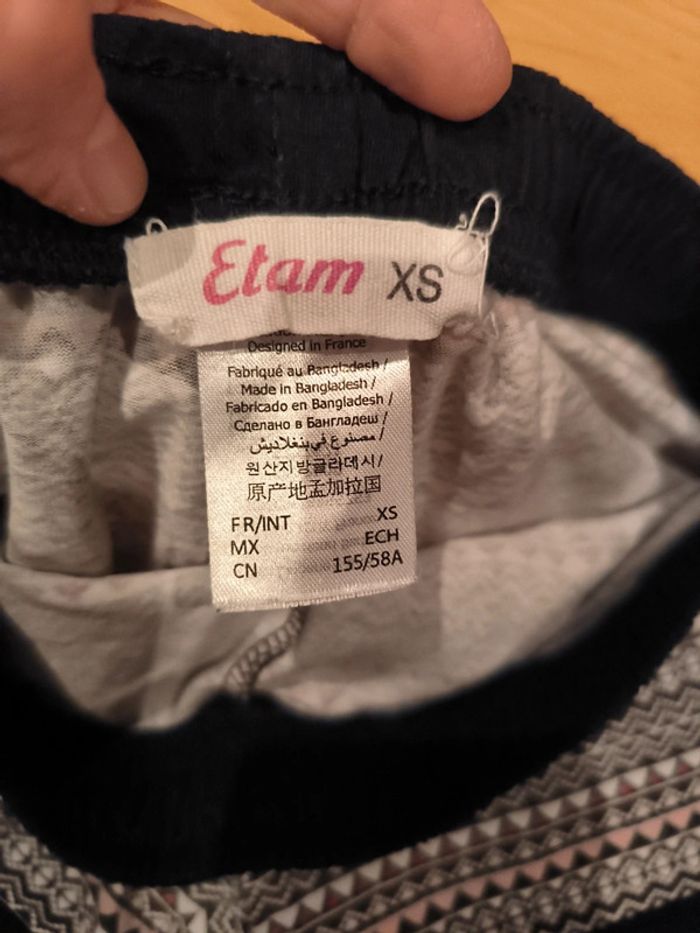 Etam XS
Designed in France
Fabriqué au Bangladesh /
Made in Bangladesh /
Fabricado en Bangladesh /
Сделано в Бангладеш /
مصنوع في بنغلاديش /
원산지방글라데시/
原产地孟加拉国
FR/INT XS
MX ECH
CN 155/58A